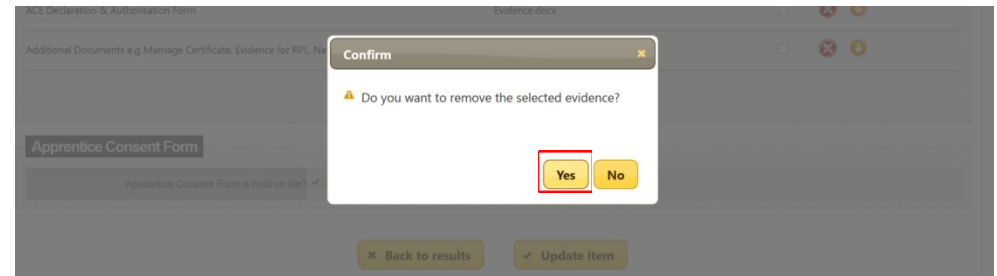 ACE Declaration & Authorisation Form Evidence.docx
Additional Documents e.g Marriage Certificate, Evidence for RPL, Na
Confirm
Do you want to remove the selected evidence?
Yes No
Apprentice Consent Form
Apprentice Consent Form is held on file?
Back to results Update item